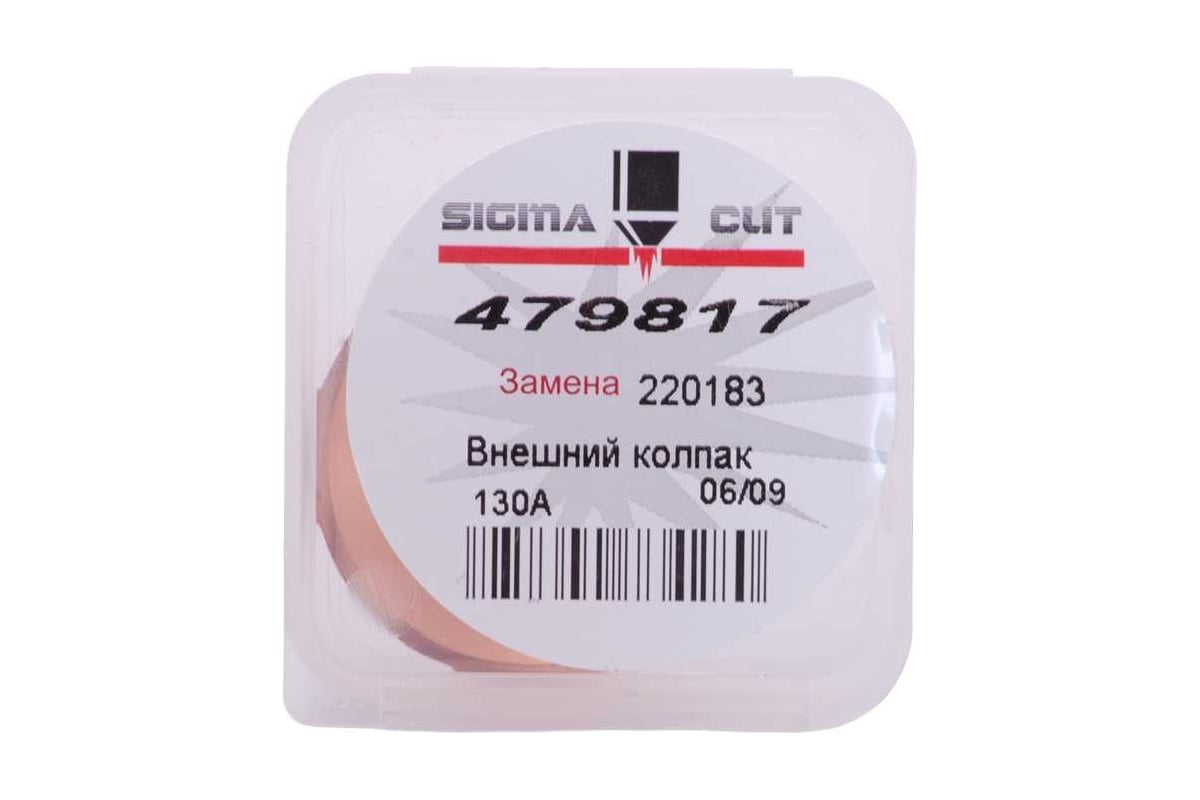 SIGMA CUT
479817
Замена 220183
Внешний колпак
130A 06/09